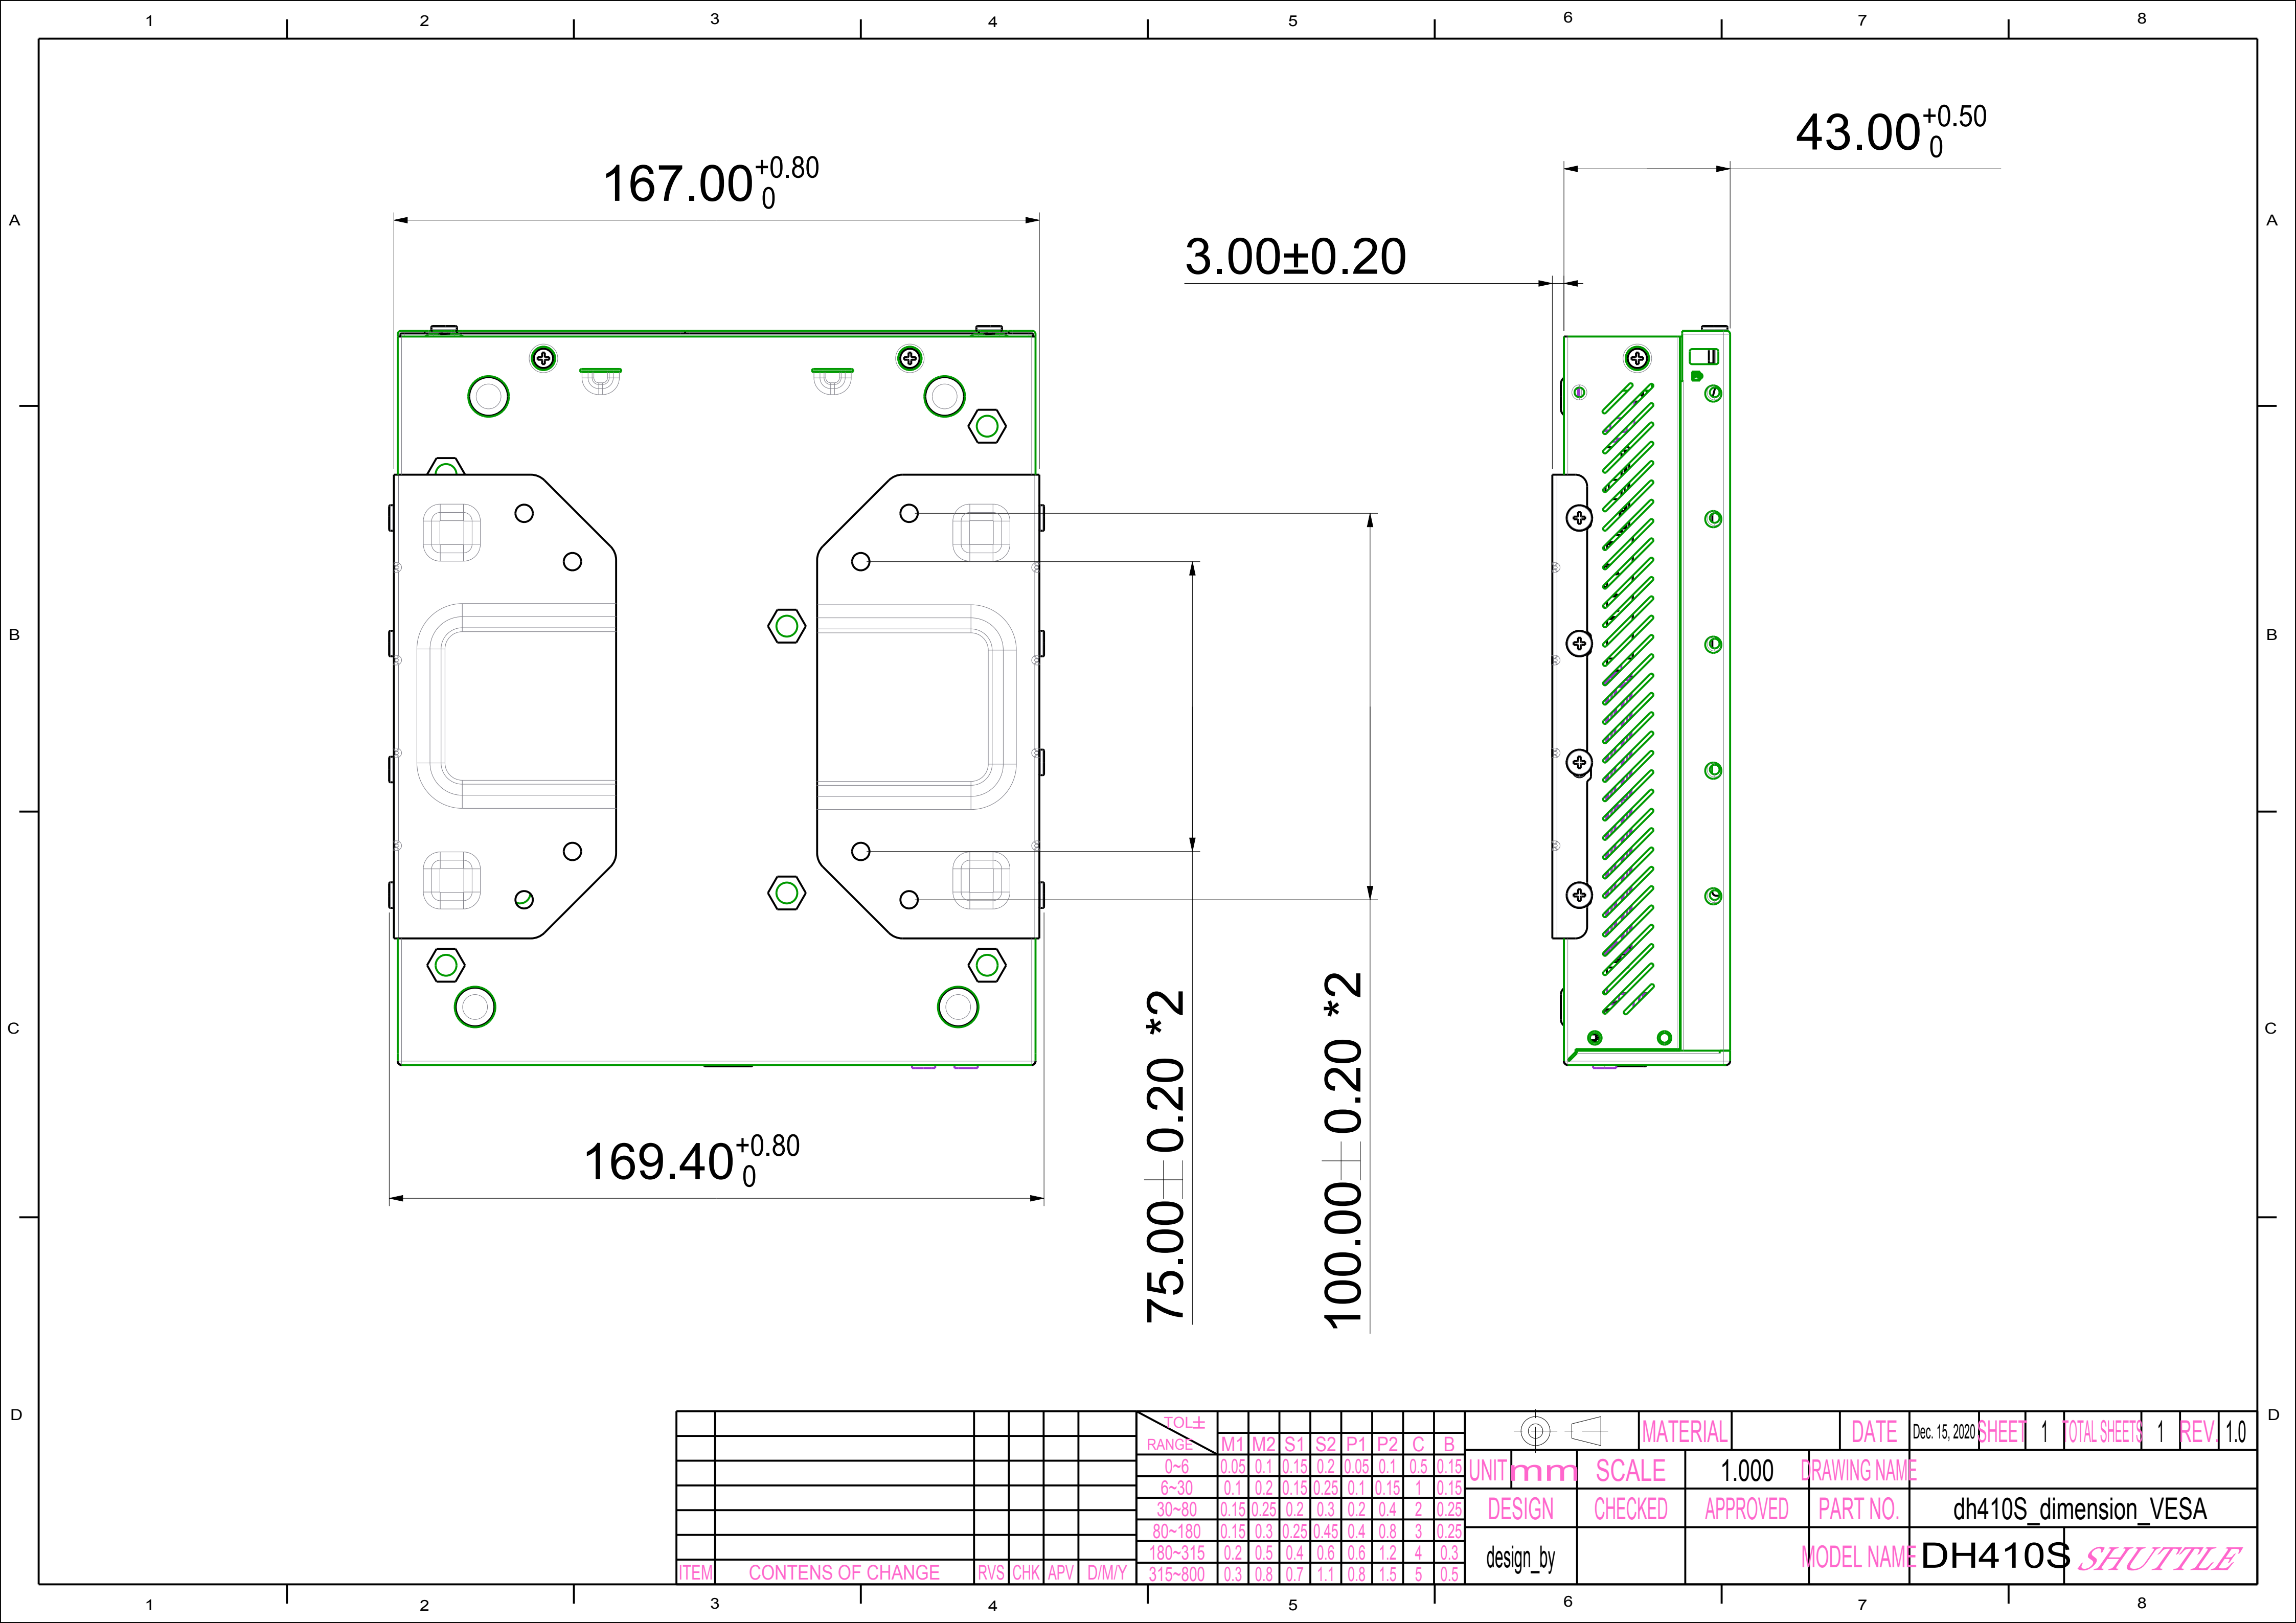 1 2 3 4 5 6 7 8
43.00 +0.50 0
167.00 +0.80 0
A A
3.00±0.20
B B
75.00±0.20 *2
100.00±0.20 *2
C C
169.40 +0.80 0
D D
TOL±
RANGE M1 M2 S1 S2 P1 P2 C B
0~6 0.05 0.1 0.15 0.2 0.05 0.1 0.5 0.15
6~30 0.1 0.2 0.15 0.25 0.1 0.15 1 0.15
30~80 0.15 0.25 0.2 0.3 0.2 0.4 2 0.25
80~180 0.15 0.3 0.25 0.45 0.4 0.8 3 0.25
180~315 0.2 0.5 0.4 0.6 0.6 1.2 4 0.3
315~800 0.3 0.8 0.7 1.1 0.8 1.5 5 0.5
ITEM CONTENS OF CHANGE RVS CHK APV D/M/Y
MATERIAL DATE Dec. 15, 2020 SHEET 1 TOTAL SHEETS 1 REV. 1.0
UNIT mm SCALE 1.000 DRAWING NAME
DESIGN CHECKED APPROVED PART NO. dh410S_dimension_VESA
design_by MODEL NAME DH410S SHUTTLE
1 2 3 4 5 6 7 8